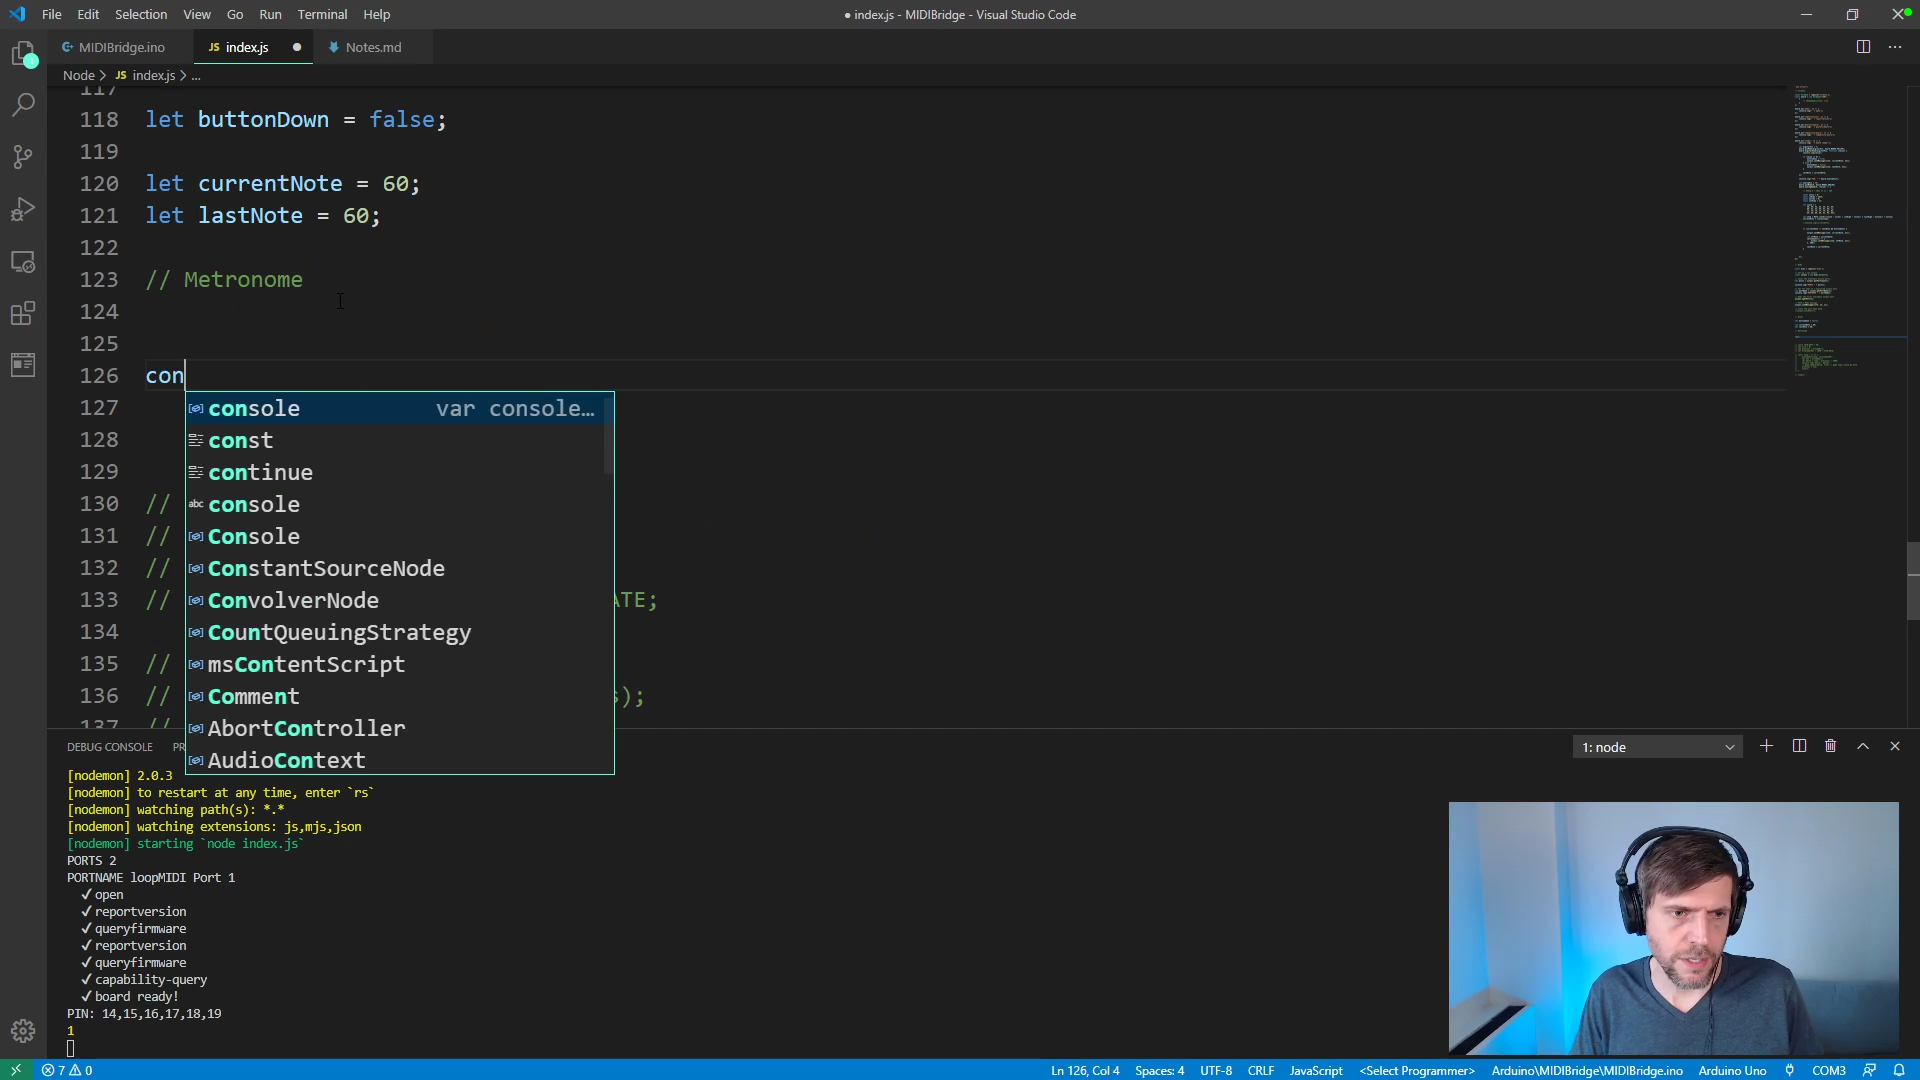 File Edit Selection View Go Run Terminal Help
● index.js - MIDIBridge - Visual Studio Code
MIDIBridge.ino
JS index.js ●
Notes.md
Node > JS index.js > ...
117
118 let buttonDown = false;
119
120 let currentNote = 60;
121 let lastNote = 60;
122
123 // Metronome
124
125
126 con
127
128
129
130 //
131 //
132 //
133 // ATE;
134
135 //
136 // );
137 //
console var console…
const
continue
abc console
Console
ConstantSourceNode
ConvolverNode
CountQueuingStrategy
msContentScript
Comment
AbortController
AudioContext
DEBUG CONSOLE PR
1: node
[nodemon] 2.0.3
[nodemon] to restart at any time, enter `rs`
[nodemon] watching path(s): *.*
[nodemon] watching extensions: js,mjs,json
[nodemon] starting `node index.js`
PORTS 2
PORTNAME loopMIDI Port 1
✓ open
✓ reportversion
✓ queryfirmware
✓ reportversion
✓ queryfirmware
✓ capability-query
✓ board ready!
PIN: 14,15,16,17,18,19
1
7 0
Ln 126, Col 4 Spaces: 4 UTF-8 CRLF JavaScript <Select Programmer> Arduino\MIDIBridge\MIDIBridge.ino Arduino Uno COM3